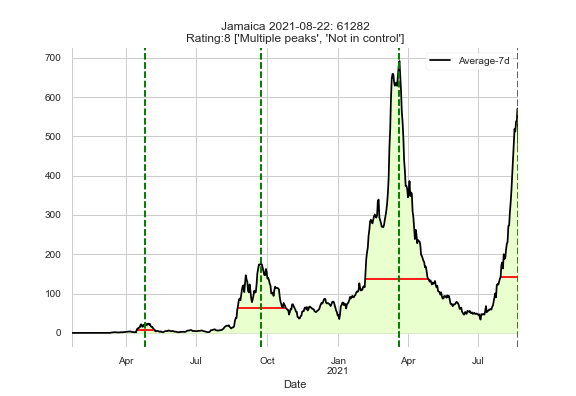 Jamaica 2021-08-22: 61282
Rating:8 ['Multiple peaks', 'Not in control']
Average-7d
700
600
500
400
300
200
100
0
Apr Jul Oct Jan Apr Jul
2021
Date